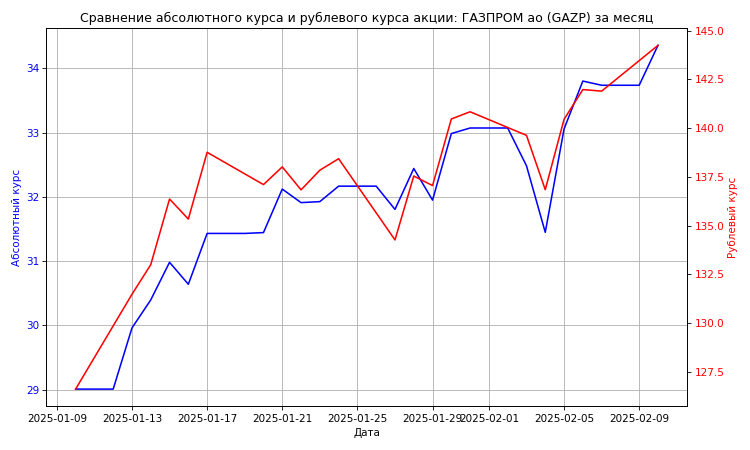 Сравнение абсолютного курса и рублевого курса акции: ГАЗПРОМ ао (GAZP) за месяц
34
33
32
31
30
29
Абсолютный курс
145.0
142.5
140.0
137.5
135.0
132.5
130.0
127.5
Рублевый курс
2025-01-09 2025-01-13 2025-01-17 2025-01-21 2025-01-25 2025-01-29 2025-02-01 2025-02-05 2025-02-09
Дата